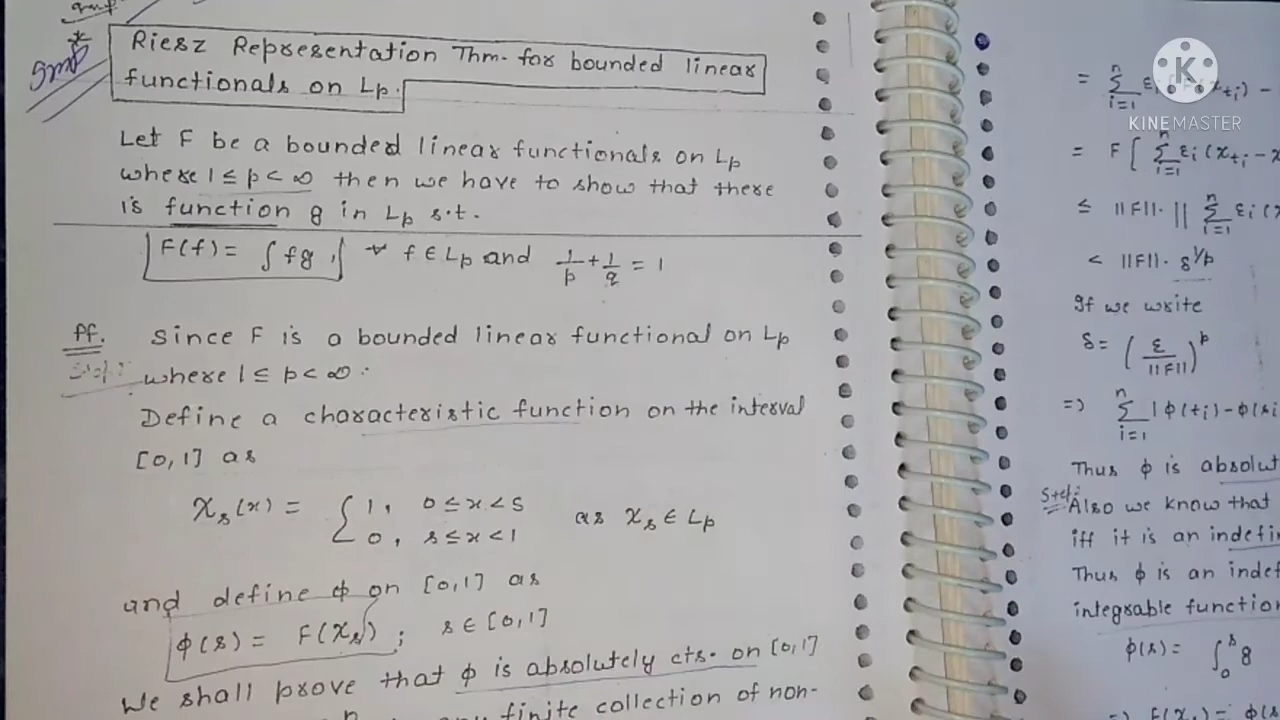 *
Imp
Riesz Representation Thm. for bounded linear
functionals on Lp.
Let F be a bounded linear functionals on Lp
where 1 ≤ p < ∞ then we have to show that there
is function g in Lp s.t.
F(f) = ∫ fg , ∀ f ∈ Lp and 1/p + 1/q = 1
Pf. Since F is a bounded linear functional on Lp
where 1 ≤ p < ∞.
Define a characteristic function on the interval
[0,1] as
χs(x) = { 1, 0 ≤ x < s
0, s ≤ x < 1
as χs ∈ Lp
and define φ on [0,1] as
φ(s) = F(χs) ; s ∈ [0,1]
We shall prove that φ is absolutely cts. on [0,1]
finite collection of non-
KINEMASTER
= F[ Σ εi (χti - χ
≤ ||F||. || Σ εi (χ
< ||F||. δ^1/p
If we write
δ = (ε/||F||)^p
=) Σ |φ(ti) - φ(si
Thus φ is absolut
Step:
Also we know that
iff it is an indefi
Thus φ is an indef
integrable function
φ(s) = ∫₀ˢ g